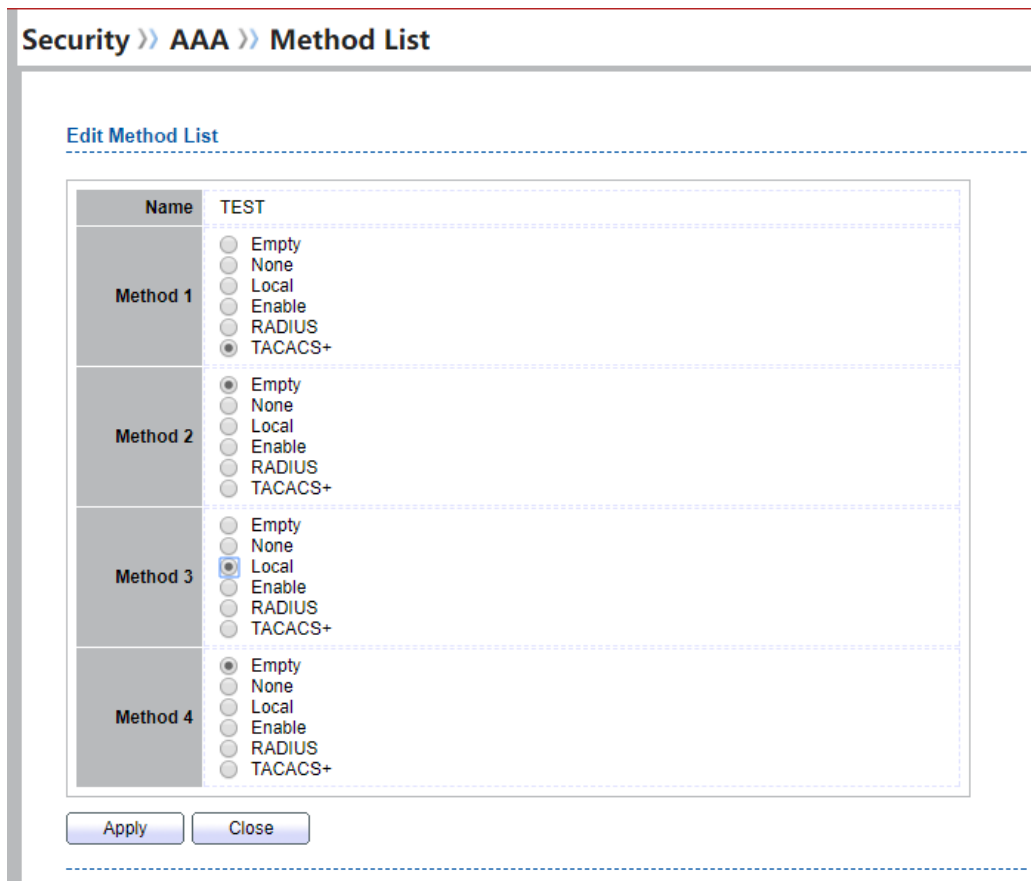 Security » AAA » Method List
Edit Method List
Name TEST
Method 1
Empty
None
Local
Enable
RADIUS
TACACS+
Method 2
Empty
None
Local
Enable
RADIUS
TACACS+
Method 3
Empty
None
Local
Enable
RADIUS
TACACS+
Method 4
Empty
None
Local
Enable
RADIUS
TACACS+
Apply Close